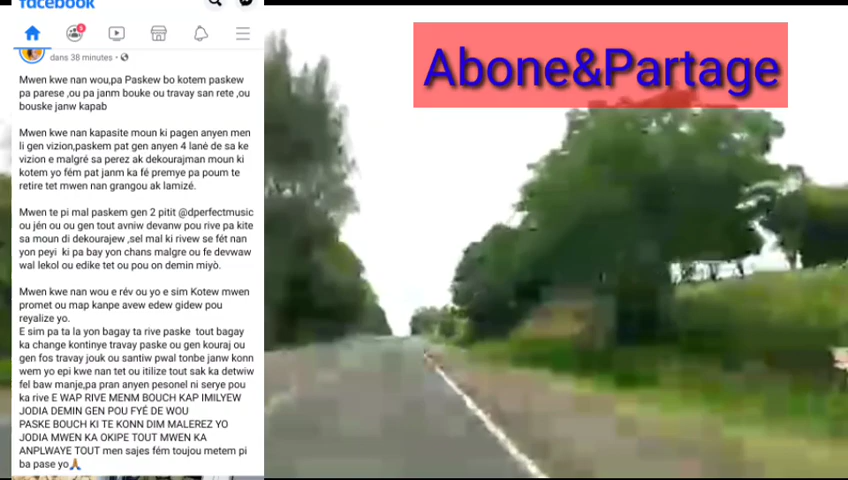 facebook
dans 38 minutes •
Mwen kwe nan wou,pa Paskew bo kotem paskew
pa parese ,ou pa janm bouke ou travay san rete ,ou
bouske janw kapab
Mwen kwe nan kapasite moun ki pagen anyen men
li gen vizion,paskem pat gen anyen 4 lané de sa ke
vizion e malgré sa perez ak dekourajman moun ki
kotem yo fém pat janm ka fé premye pa poum te
retire tet mwen nan grangou ak lamizé.
Mwen te pi mal paskem gen 2 pitit @dperfectmusic
ou jén ou ou gen tout avniw devanw pou rive pa kite
sa moun di dekourajew ,sel mal ki rivew se fét nan
yon peyi ki pa bay yon chans malgre ou fe devwaw
wal lekol ou edike tet ou pou on demin miyò.
Mwen kwe nan wou e rév ou yo e sim Kotew mwen
promet ou map kanpe avew edew gidew pou
reyalize yo.
E sim pa ta la yon bagay ta rive paske tout bagay
ka change kontinye travay paske ou gen kouraj ou
gen fos travay jouk ou santiw pwal tonbe janw konn
wem yo epi kwe nan tet ou itilize tout sak ka detwiw
fel baw manje,pa pran anyen pesonel ni serye pou
ka rive E WAP RIVE MENM BOUCH KAP IMILYEW
JODIA DEMIN GEN POU FYÉ DE WOU
PASKE BOUCH KI TE KONN DIM MALEREZ YO
JODIA MWEN KA OKIPE TOUT MWEN KA
ANPLWAYE TOUT men sajes fém toujou metem pi
ba pase yo🙏
Abone&Partage